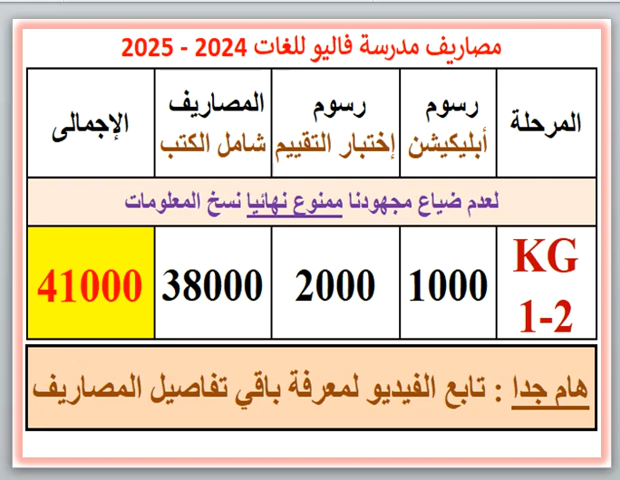 مصاريف مدرسة فاليو للغات 2024 - 2025
المرحلة
رسوم
أبليكيشن
رسوم
إختبار التقييم
المصاريف
شامل الكتب
الإجمالى
لعدم ضياع مجهودنا ممنوع نهائيا نسخ المعلومات
KG
1-2
1000
2000
38000
41000
هام جدا : تابع الفيديو لمعرفة باقي تفاصيل المصاريف